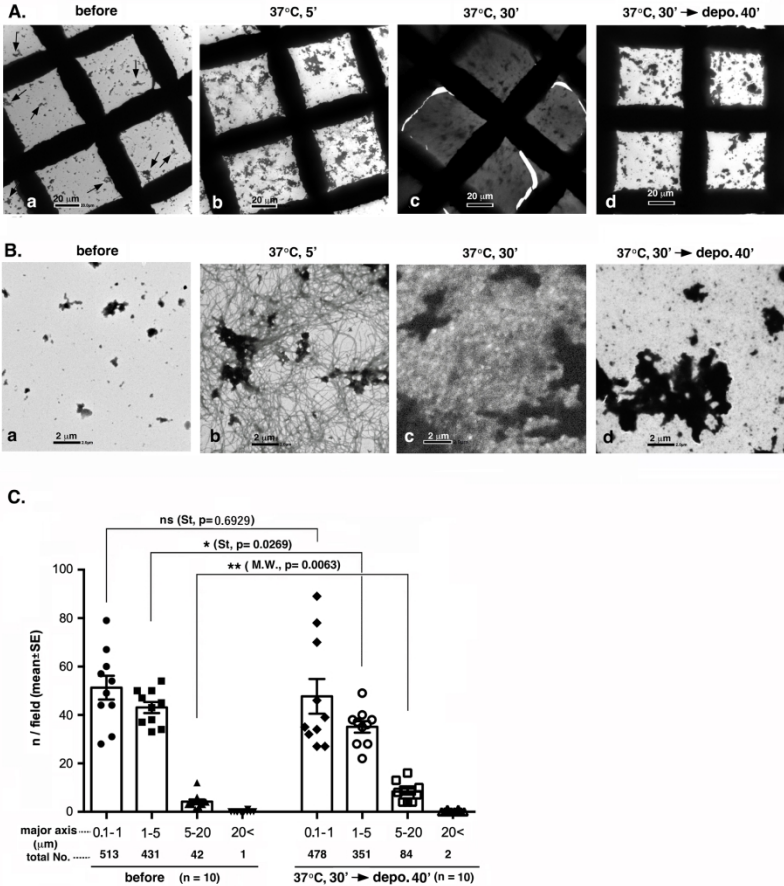 A.
before
37°C, 5'
37°C, 30'
37°C, 30' → depo. 40'
a
20 μm
b
20 μm
c
20 μm
d
20 μm
B.
before
37°C, 5'
37°C, 30'
37°C, 30' → depo. 40'
a
2 μm 2.0μm
b
2 μm
c
2 μm
d
2 μm 2.0μm
C.
ns (St, p= 0.6929)
* (St, p= 0.0269)
** ( M.W., p= 0.0063)
n / field (mean±SE)
100
80
60
40
20
0
major axis (μm) 0.1-1 1-5 5-20 20< 0.1-1 1-5 5-20 20<
total No. 513 431 42 1 478 351 84 2
before (n = 10) 37°C, 30' → depo. 40' (n = 10)